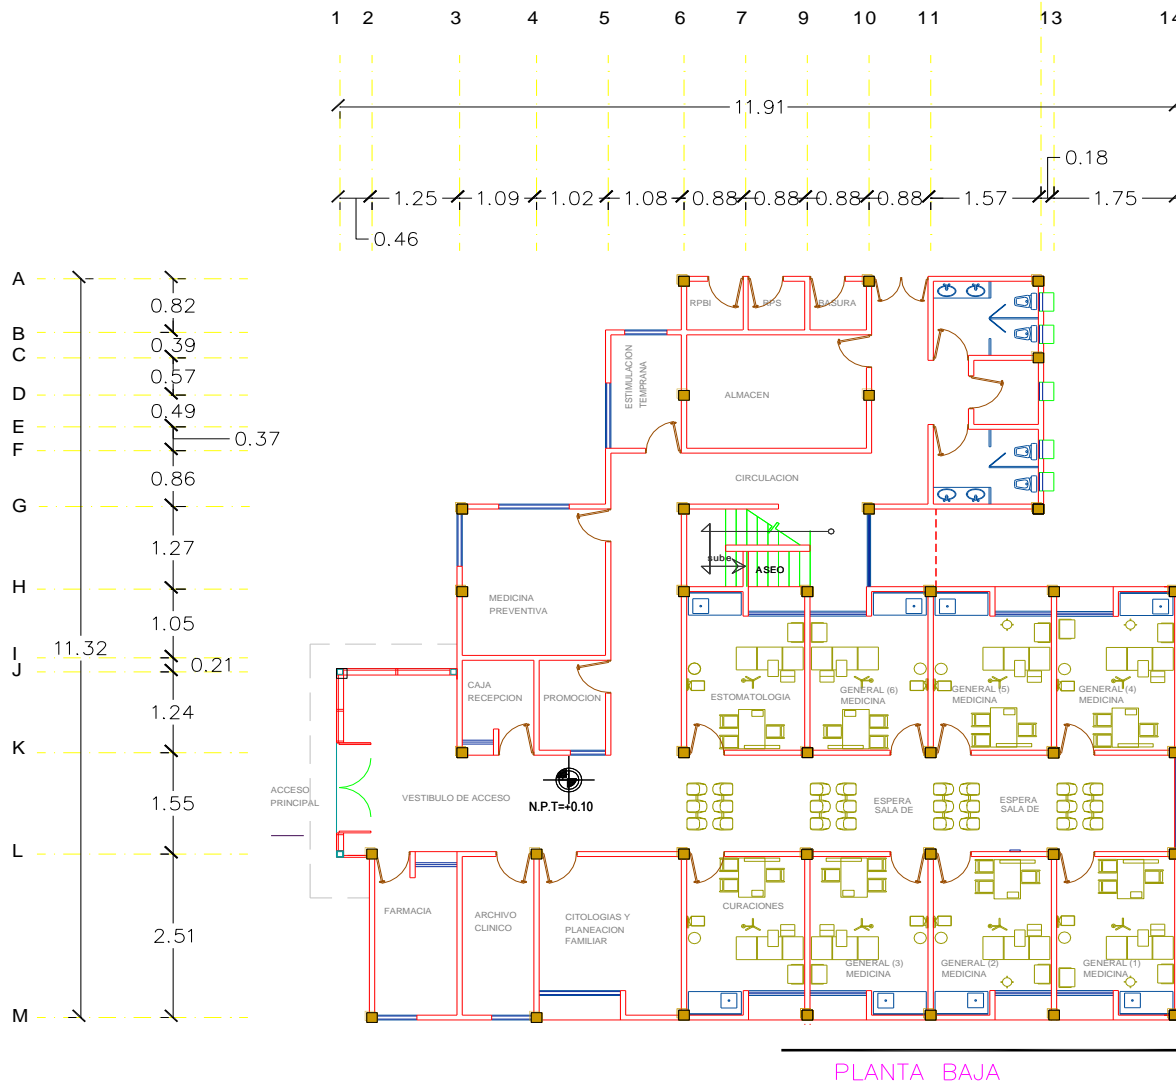 1 2 3 4 5 6 7 9 10 11 13 14
11.91
0.18
1.25 1.09 1.02 1.08 0.88 0.88 0.88 0.88 1.57 1.75
0.46
A
0.82
B
0.39
C
0.57
D
0.49
E
0.37
F
0.86
G
1.27
H
1.05
I
11.32
0.21
J
1.24
K
1.55
L
2.51
M
RPBI
RPS
BASURA
ESTIMULACION
TEMPRANA
ALMACEN
CIRCULACION
sube
ASEO
MEDICINA
PREVENTIVA
CAJA
RECEPCION
PROMOCION
ESTOMATOLOGIA
GENERAL (6)
MEDICINA
GENERAL (5)
MEDICINA
GENERAL (4)
MEDICINA
ACCESO
PRINCIPAL
VESTIBULO DE ACCESO
N.P.T=+0.10
ESPERA
SALA DE
ESPERA
SALA DE
FARMACIA
ARCHIVO
CLINICO
CITOLOGIAS Y
PLANEACION
FAMILIAR
CURACIONES
GENERAL (3)
MEDICINA
GENERAL (2)
MEDICINA
GENERAL (1)
MEDICINA
PLANTA BAJA